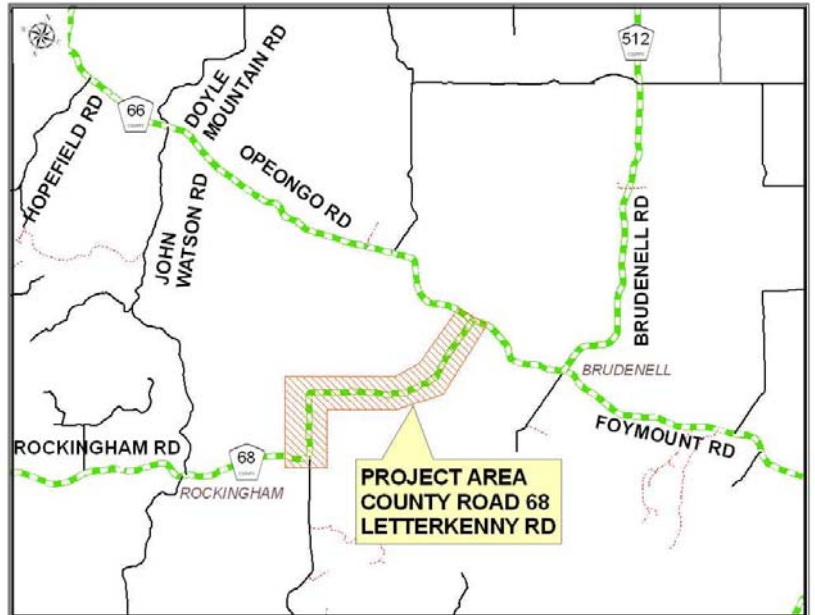 512
66
HOPEFIELD RD
DOYLE
MOUNTAIN RD
OPEONGO RD
JOHN
WATSON RD
BRUDENELL RD
BRUDENELL
FOYMOUNT RD
ROCKINGHAM RD
68
ROCKINGHAM
PROJECT AREA
COUNTY ROAD 68
LETTERKENNY RD